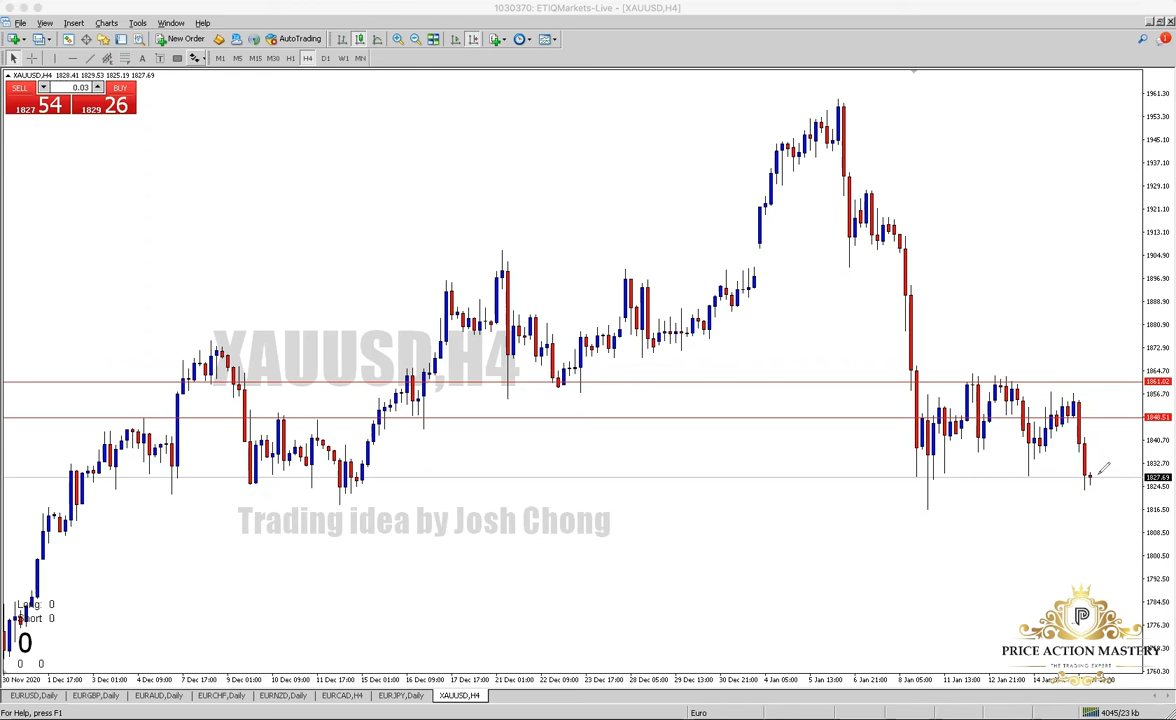 1030370: ETIQMarkets-Live - [XAUUSD,H4]
File View Insert Charts Tools Window Help
New Order AutoTrading
1
A T M1 M5 M15 M30 H1 H4 D1 W1 MN
XAUUSD,H4 1828.41 1829.53 1825.19 1827.69
SELL 0.03 BUY
1827 54 1829 26
1961.30
1953.30
1945.10
1937.10
1929.10
1921.10
1913.10
1904.90
1896.90
1888.90
1880.90
1872.90
1864.70
1861.02
1856.70
1848.51
1840.70
1832.70
1827.69
1824.50
1816.50
1808.50
1800.50
1792.50
1784.50
1776.30
1760.30
XAUUSD,H4
Trading idea by Josh Chong
Long: 0
Short 0
0
0 0
P
PRICE ACTION MASTERY
THE TRADING EXPERT
30 Nov 2020 1 Dec 17:00 3 Dec 01:00 4 Dec 09:00 7 Dec 17:00 9 Dec 01:00 10 Dec 09:00 11 Dec 17:00 15 Dec 01:00 16 Dec 09:00 17 Dec 17:00 21 Dec 01:00 22 Dec 09:00 23 Dec 17:00 28 Dec 01:00 29 Dec 13:00 30 Dec 21:00 4 Jan 05:00 5 Jan 13:00 6 Jan 21:00 8 Jan 05:00 11 Jan 13:00 12 Jan 21:00
EURUSD,Daily EURGBP,Daily EURAUD,Daily EURCHF,Daily EURNZD,Daily EURCAD,H4 EURJPY,Daily XAUUSD,H4
For Help, press F1 Euro 4045/23 kb